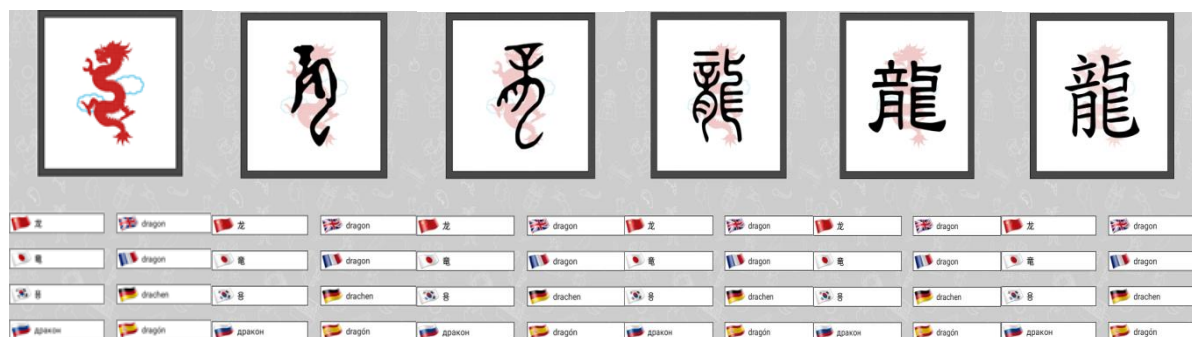 龍 龍 龍
龙 dragon 龙 dragon 龙 dragon 龙 dragon 龙 dragon 龙 dragon
竜 dragon 竜 dragon 竜 dragon 竜 dragon 竜 dragon 竜 dragon
용 drachen 용 drachen 용 drachen 용 drachen 용 drachen 용 drachen
дракон dragón дракон dragón дракон dragón дракон dragón дракон dragón дракон dragón